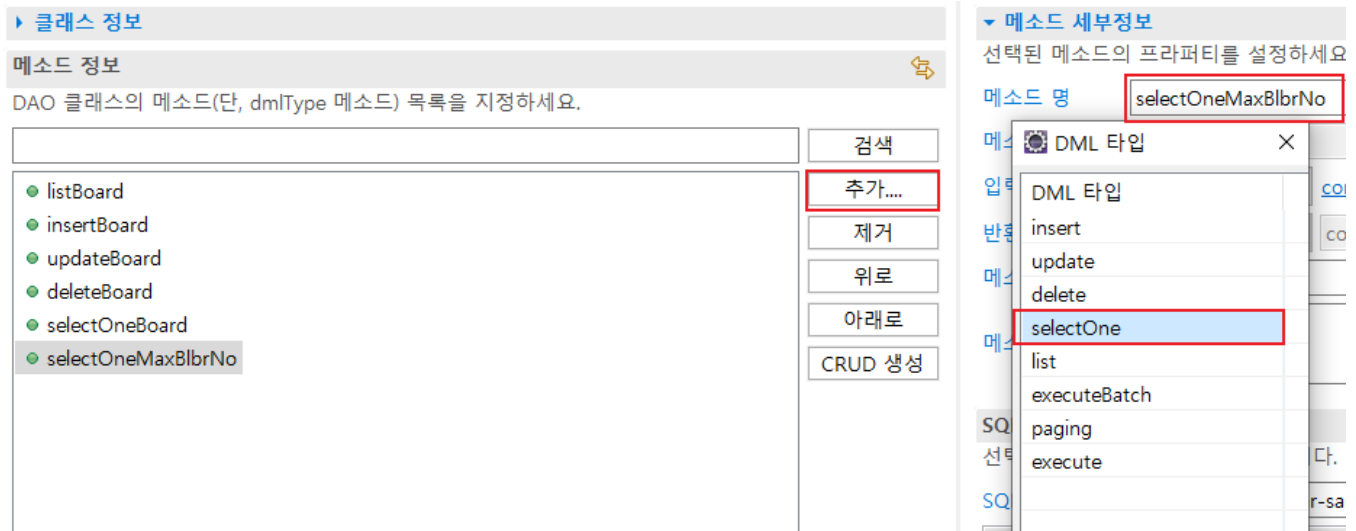 클래스 정보
메소드 정보
DAO 클래스의 메소드(단, dmlType 메소드) 목록을 지정하세요.
검색
listBoard
insertBoard
updateBoard
deleteBoard
selectOneBoard
selectOneMaxBlbrNo
추가....
제거
위로
아래로
CRUD 생성
메소드 세부정보
선택된 메소드의 프라퍼티를 설정하세요
메소드 명
selectOneMaxBlbrNo
DML 타입
DML 타입
insert
update
delete
selectOne
list
executeBatch
paging
execute
SQ
다.
SQ
r-sa